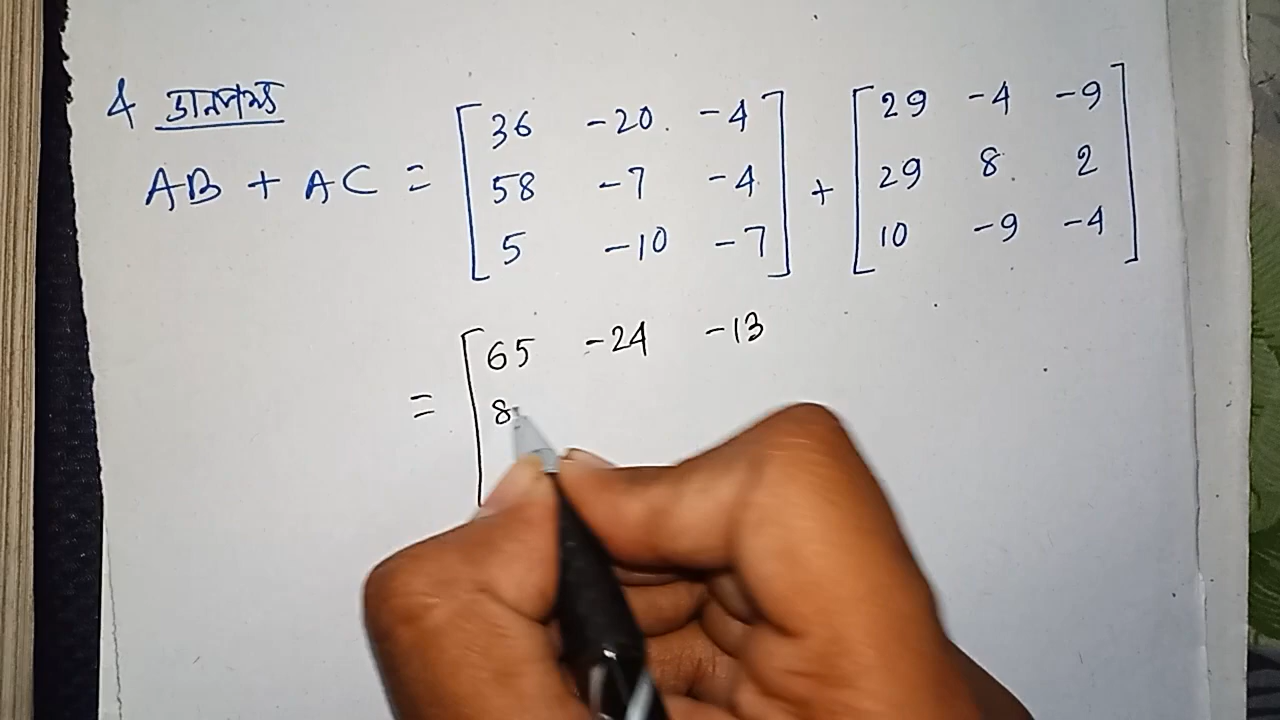 4 ডানপক্ষ
AB + AC = [36 -20 -4] + [29 -4 -9]
[58 -7 -4] [29 8 2]
[5 -10 -7] [10 -9 -4]
= [65 -24 -13
8